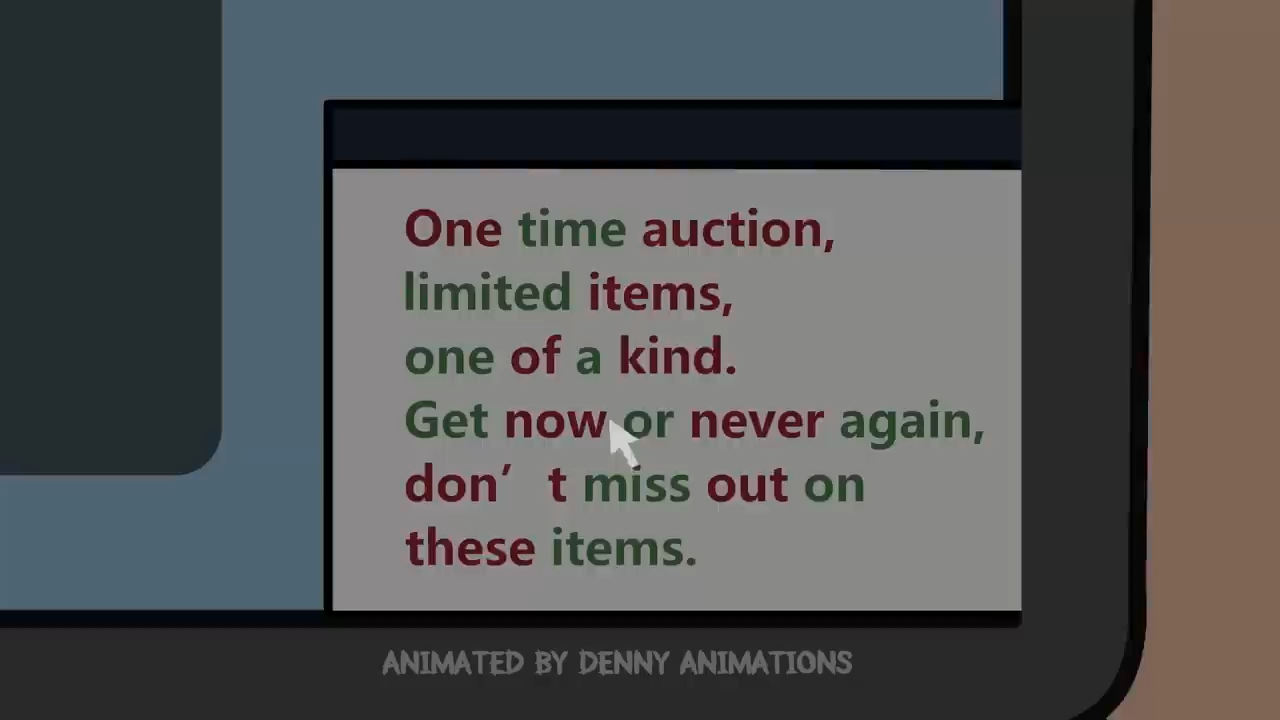 One time auction,
limited items,
one of a kind.
Get now or never again,
don’ t miss out on
these items.
ANIMATED BY DENNY ANIMATIONS